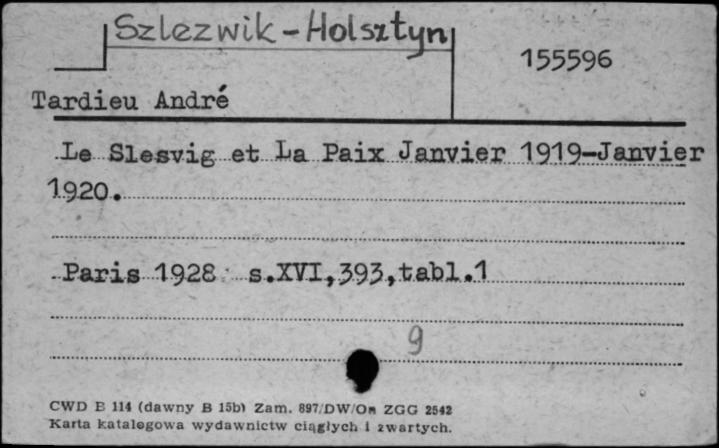 Szlezwik-Holsztyn
155596
Tardieu André
Le Slesvig et La Paix Janvier 1919-Janvier
1920.
Paris 1928 s.XVI,393,tabl.1
9
CWD B 114 (dawny B 15b) Zam. 897/DW/Om ZGG 2542
Karta katalogowa wydawnictw ciągłych i zwartych.